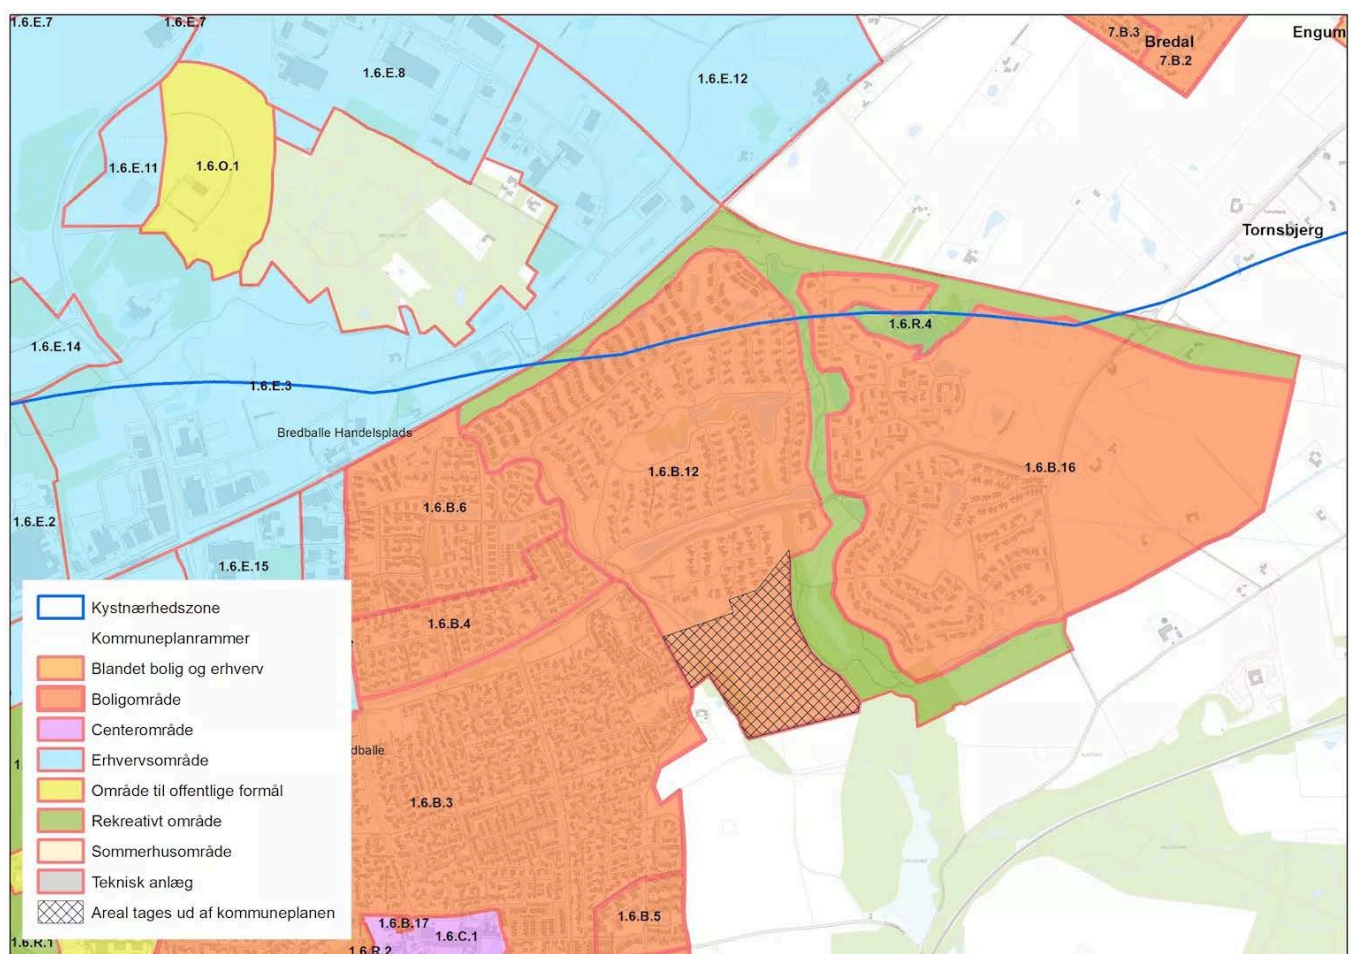 1.6.E.7
1.6.E.7
7.B.3
Bredal
7.B.2
Engum
1.6.E.8
1.6.E.12
1.6.E.11
1.6.O.1
Tornsbjerg
1.6.R.4
1.6.E.14
1.6.E.3
Bredballe Handelsplads
1.6.B.12
1.6.B.16
1.6.B.6
1.6.E.2
1.6.E.15
1.6.B.4
Kystnærhedszone
Kommuneplanrammer
Blandet bolig og erhverv
Boligområde
Centerområde
Erhvervsområde
Område til offentlige formål
Rekreativt område
Sommerhusområde
Teknisk anlæg
Areal tages ud af kommuneplanen
dballe
1.6.B.3
1.6.B.5
1.6.B.17
1.6.C.1
1.6.R.1
1.6.R.2